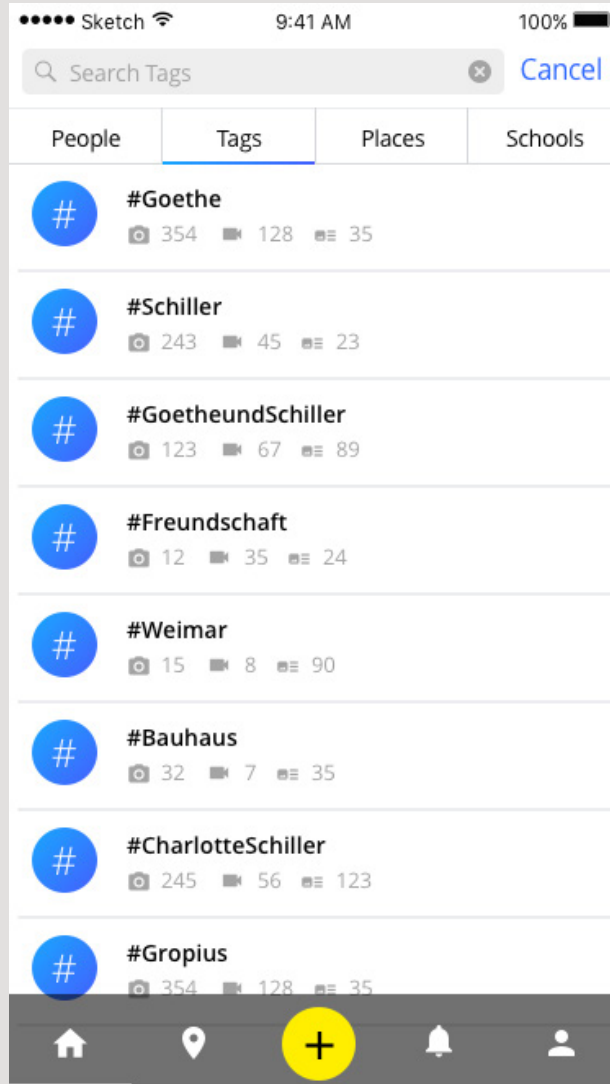 Sketch 9:41 AM 100%
Search Tags Cancel
People Tags Places Schools
#Goethe
354 128 35
#Schiller
243 45 23
#GoetheundSchiller
123 67 89
#Freundschaft
12 35 24
#Weimar
15 8 90
#Bauhaus
32 7 35
#CharlotteSchiller
245 56 123
#Gropius
354 128 35